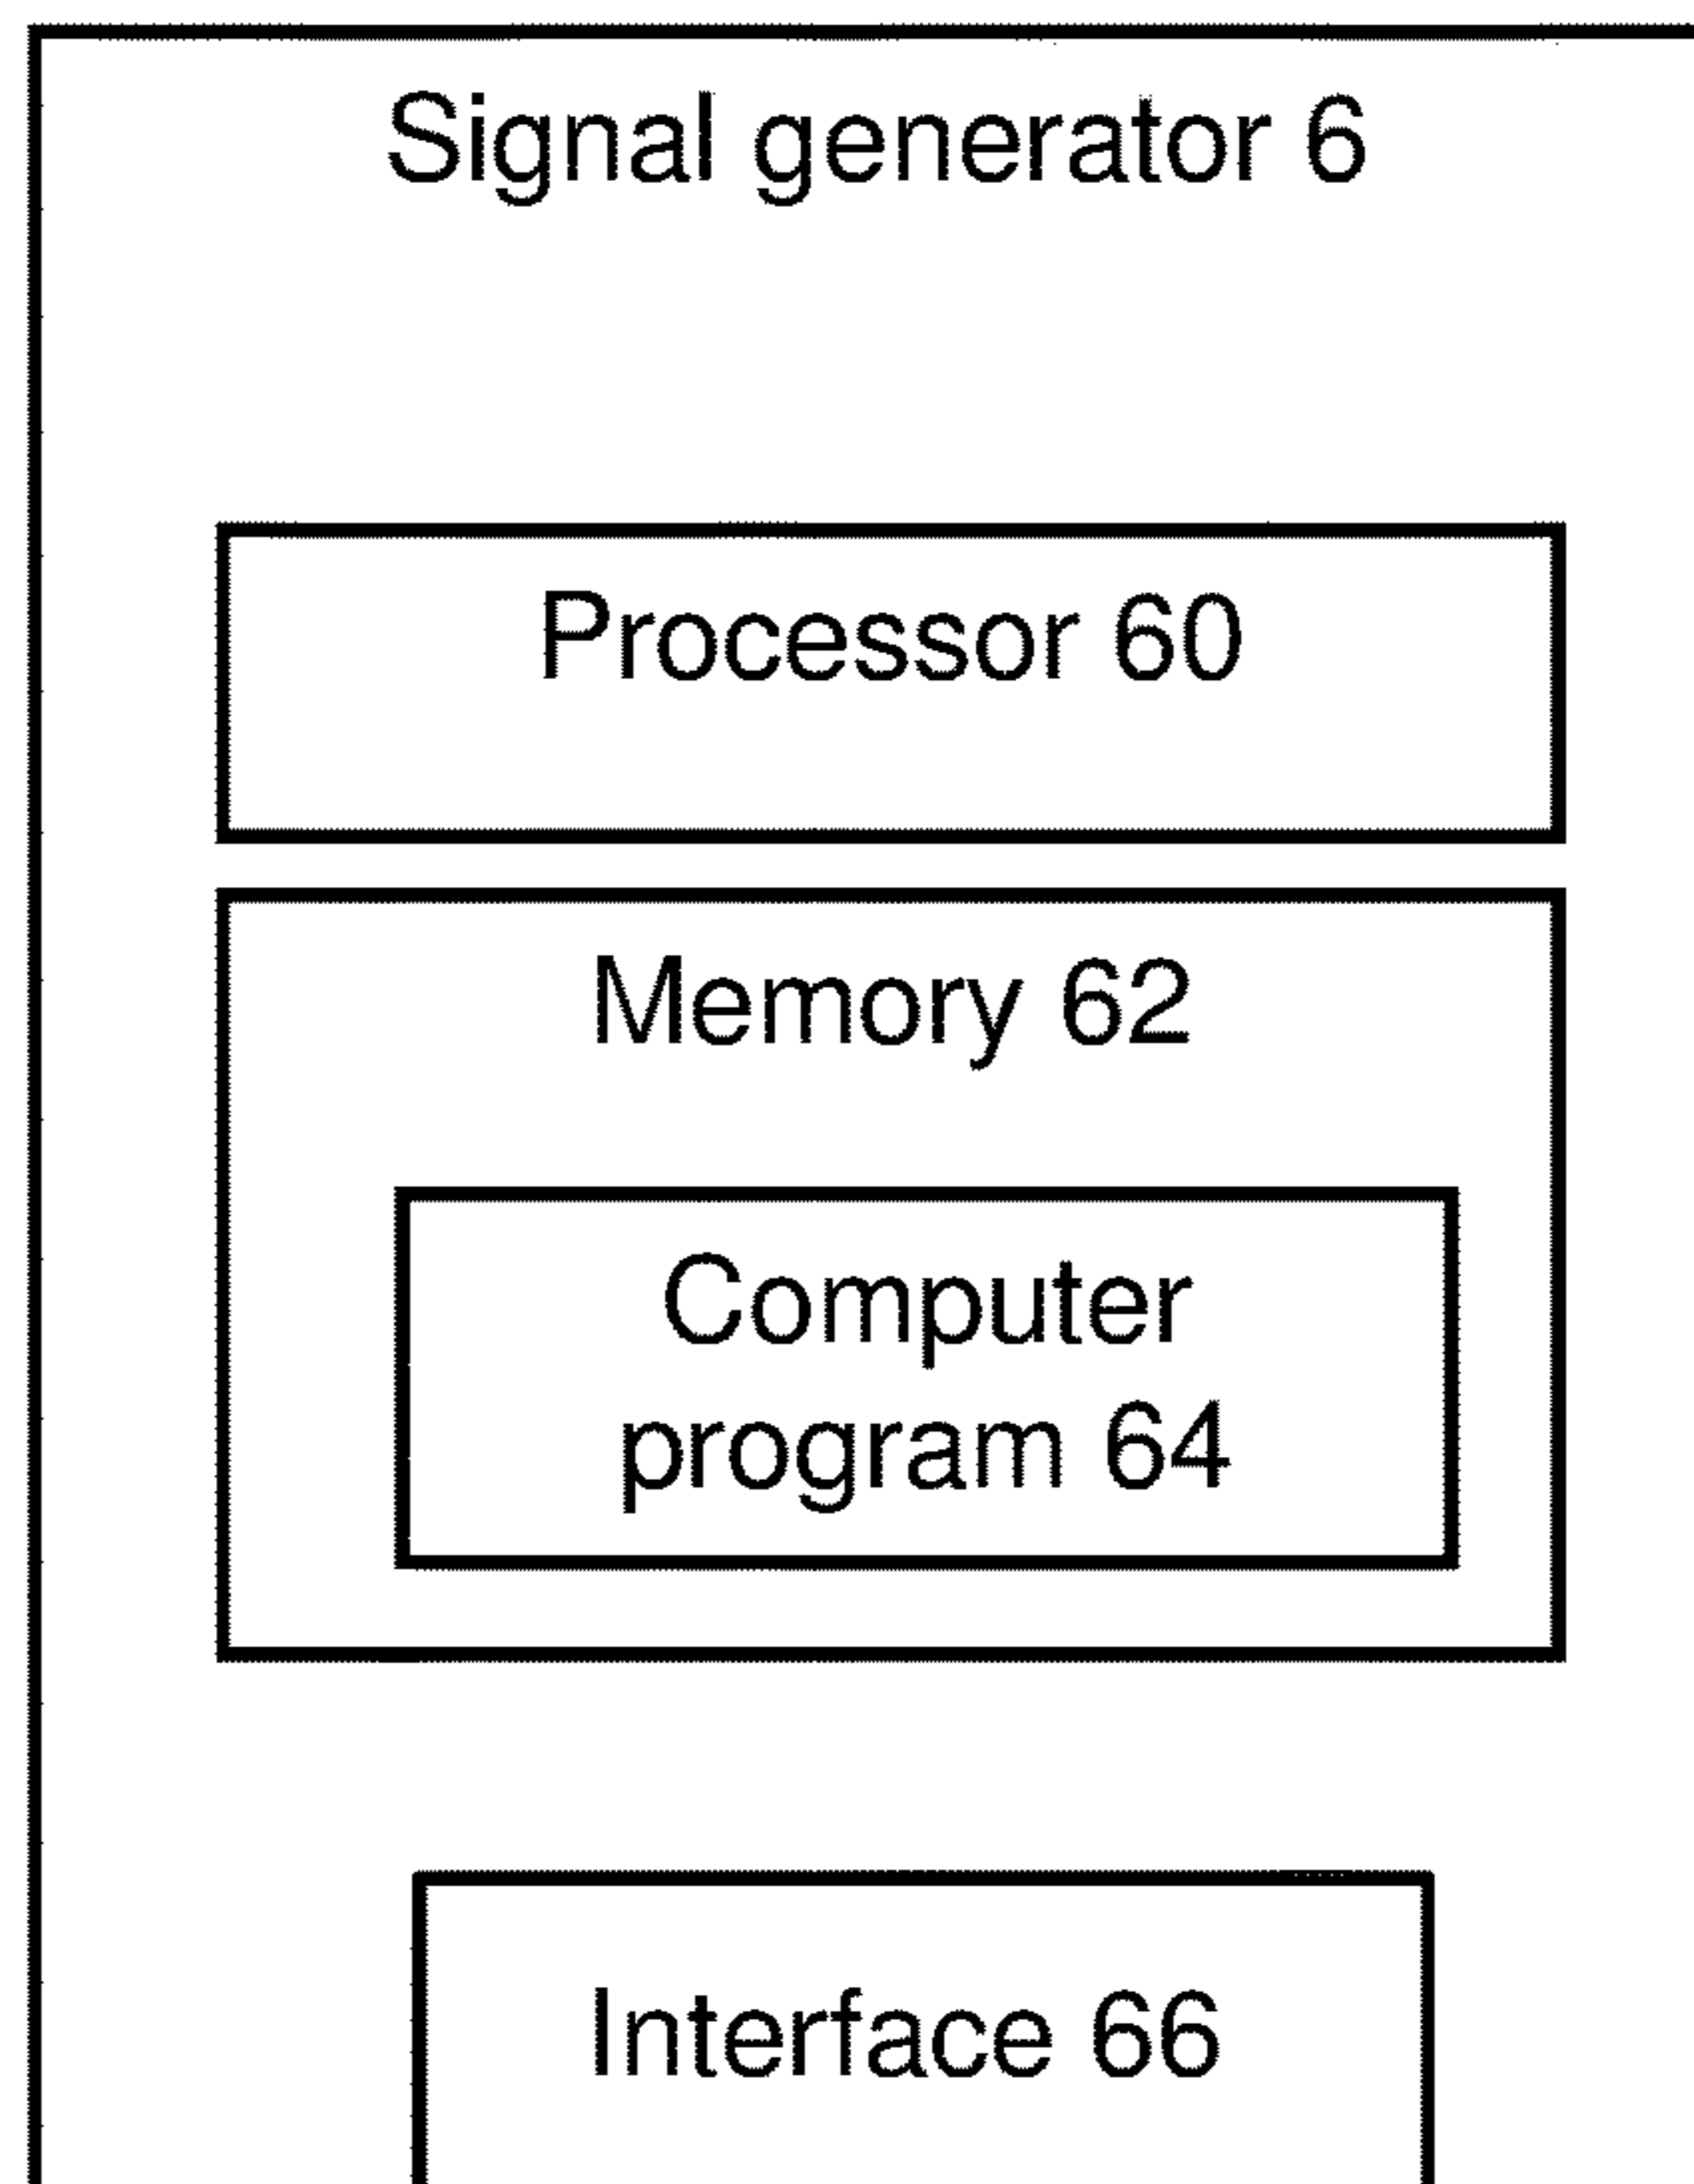 Signal generator 6
Processor 60
Memory 62
Computer
program 64
Interface 66